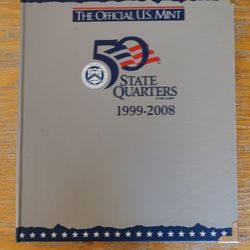 THE OFFICIAL U.S. MINT
50
STATE
QUARTERS
1999-2008